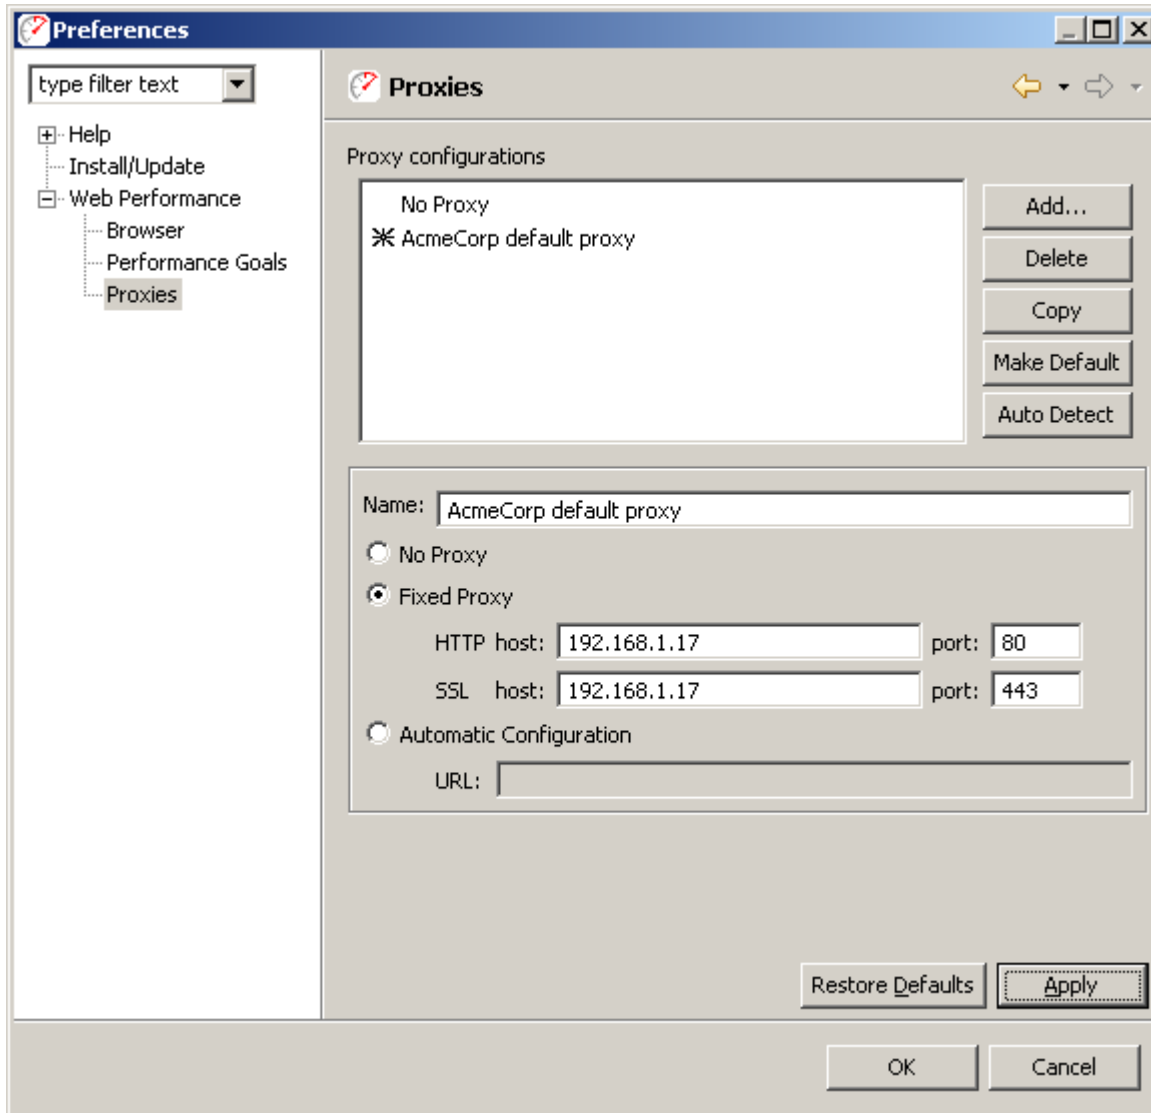 Preferences
type filter text
Help
Install/Update
Web Performance
Browser
Performance Goals
Proxies
Proxies
Proxy configurations
No Proxy
AcmeCorp default proxy
Add...
Delete
Copy
Make Default
Auto Detect
Name: AcmeCorp default proxy
No Proxy
Fixed Proxy
HTTP host: 192.168.1.17 port: 80
SSL host: 192.168.1.17 port: 443
Automatic Configuration
URL:
Restore Defaults Apply
OK Cancel